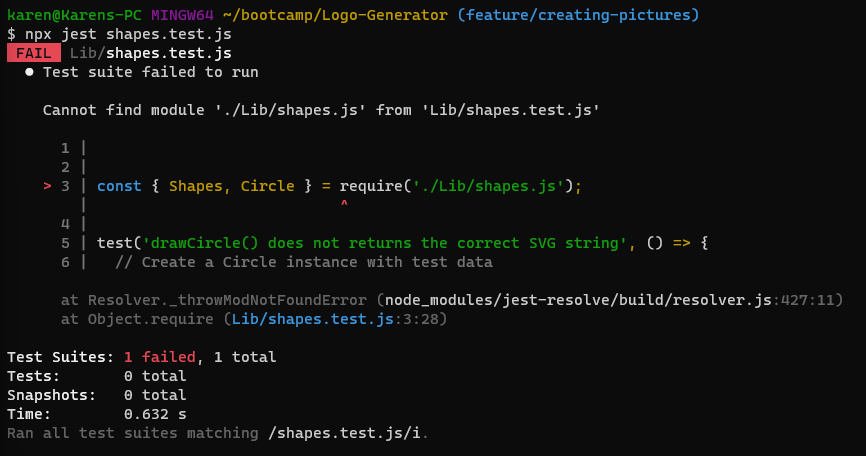 karen@Karens-PC MINGW64 ~/bootcamp/Logo-Generator (feature/creating-pictures)
$ npx jest shapes.test.js
FAIL Lib/shapes.test.js
● Test suite failed to run
Cannot find module './Lib/shapes.js' from 'Lib/shapes.test.js'
1 |
2 |
> 3 | const { Shapes, Circle } = require('./Lib/shapes.js');
| ^
4 |
5 | test('drawCircle() does not returns the correct SVG string', () => {
6 | // Create a Circle instance with test data
at Resolver._throwModNotFoundError (node_modules/jest-resolve/build/resolver.js:427:11)
at Object.require (Lib/shapes.test.js:3:28)
Test Suites: 1 failed, 1 total
Tests: 0 total
Snapshots: 0 total
Time: 0.632 s
Ran all test suites matching /shapes.test.js/i.